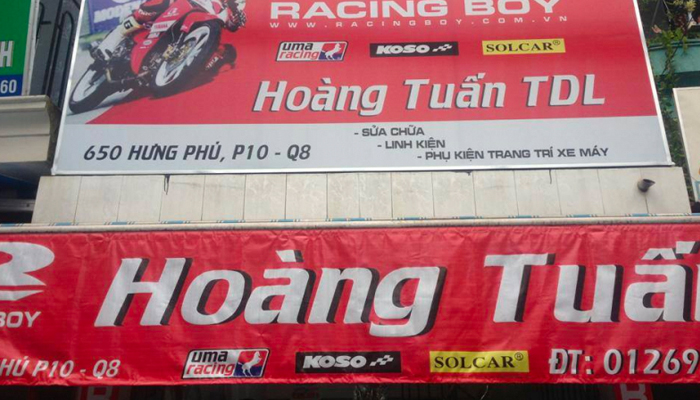 RACING BOY
WWW.RACINGBOY.COM.VN
uma racing KOSO SOLCAR®
Hoàng Tuấn TDL
- SỬA CHỮA
- LINH KIỆN
- PHỤ KIỆN TRANG TRÍ XE MÁY
650 HƯNG PHÚ, P10 - Q8
60
Hoàng Tuấ
BOY
HÚ P10 - Q8
uma racing KOSO SOLCAR®
ĐT: 01269